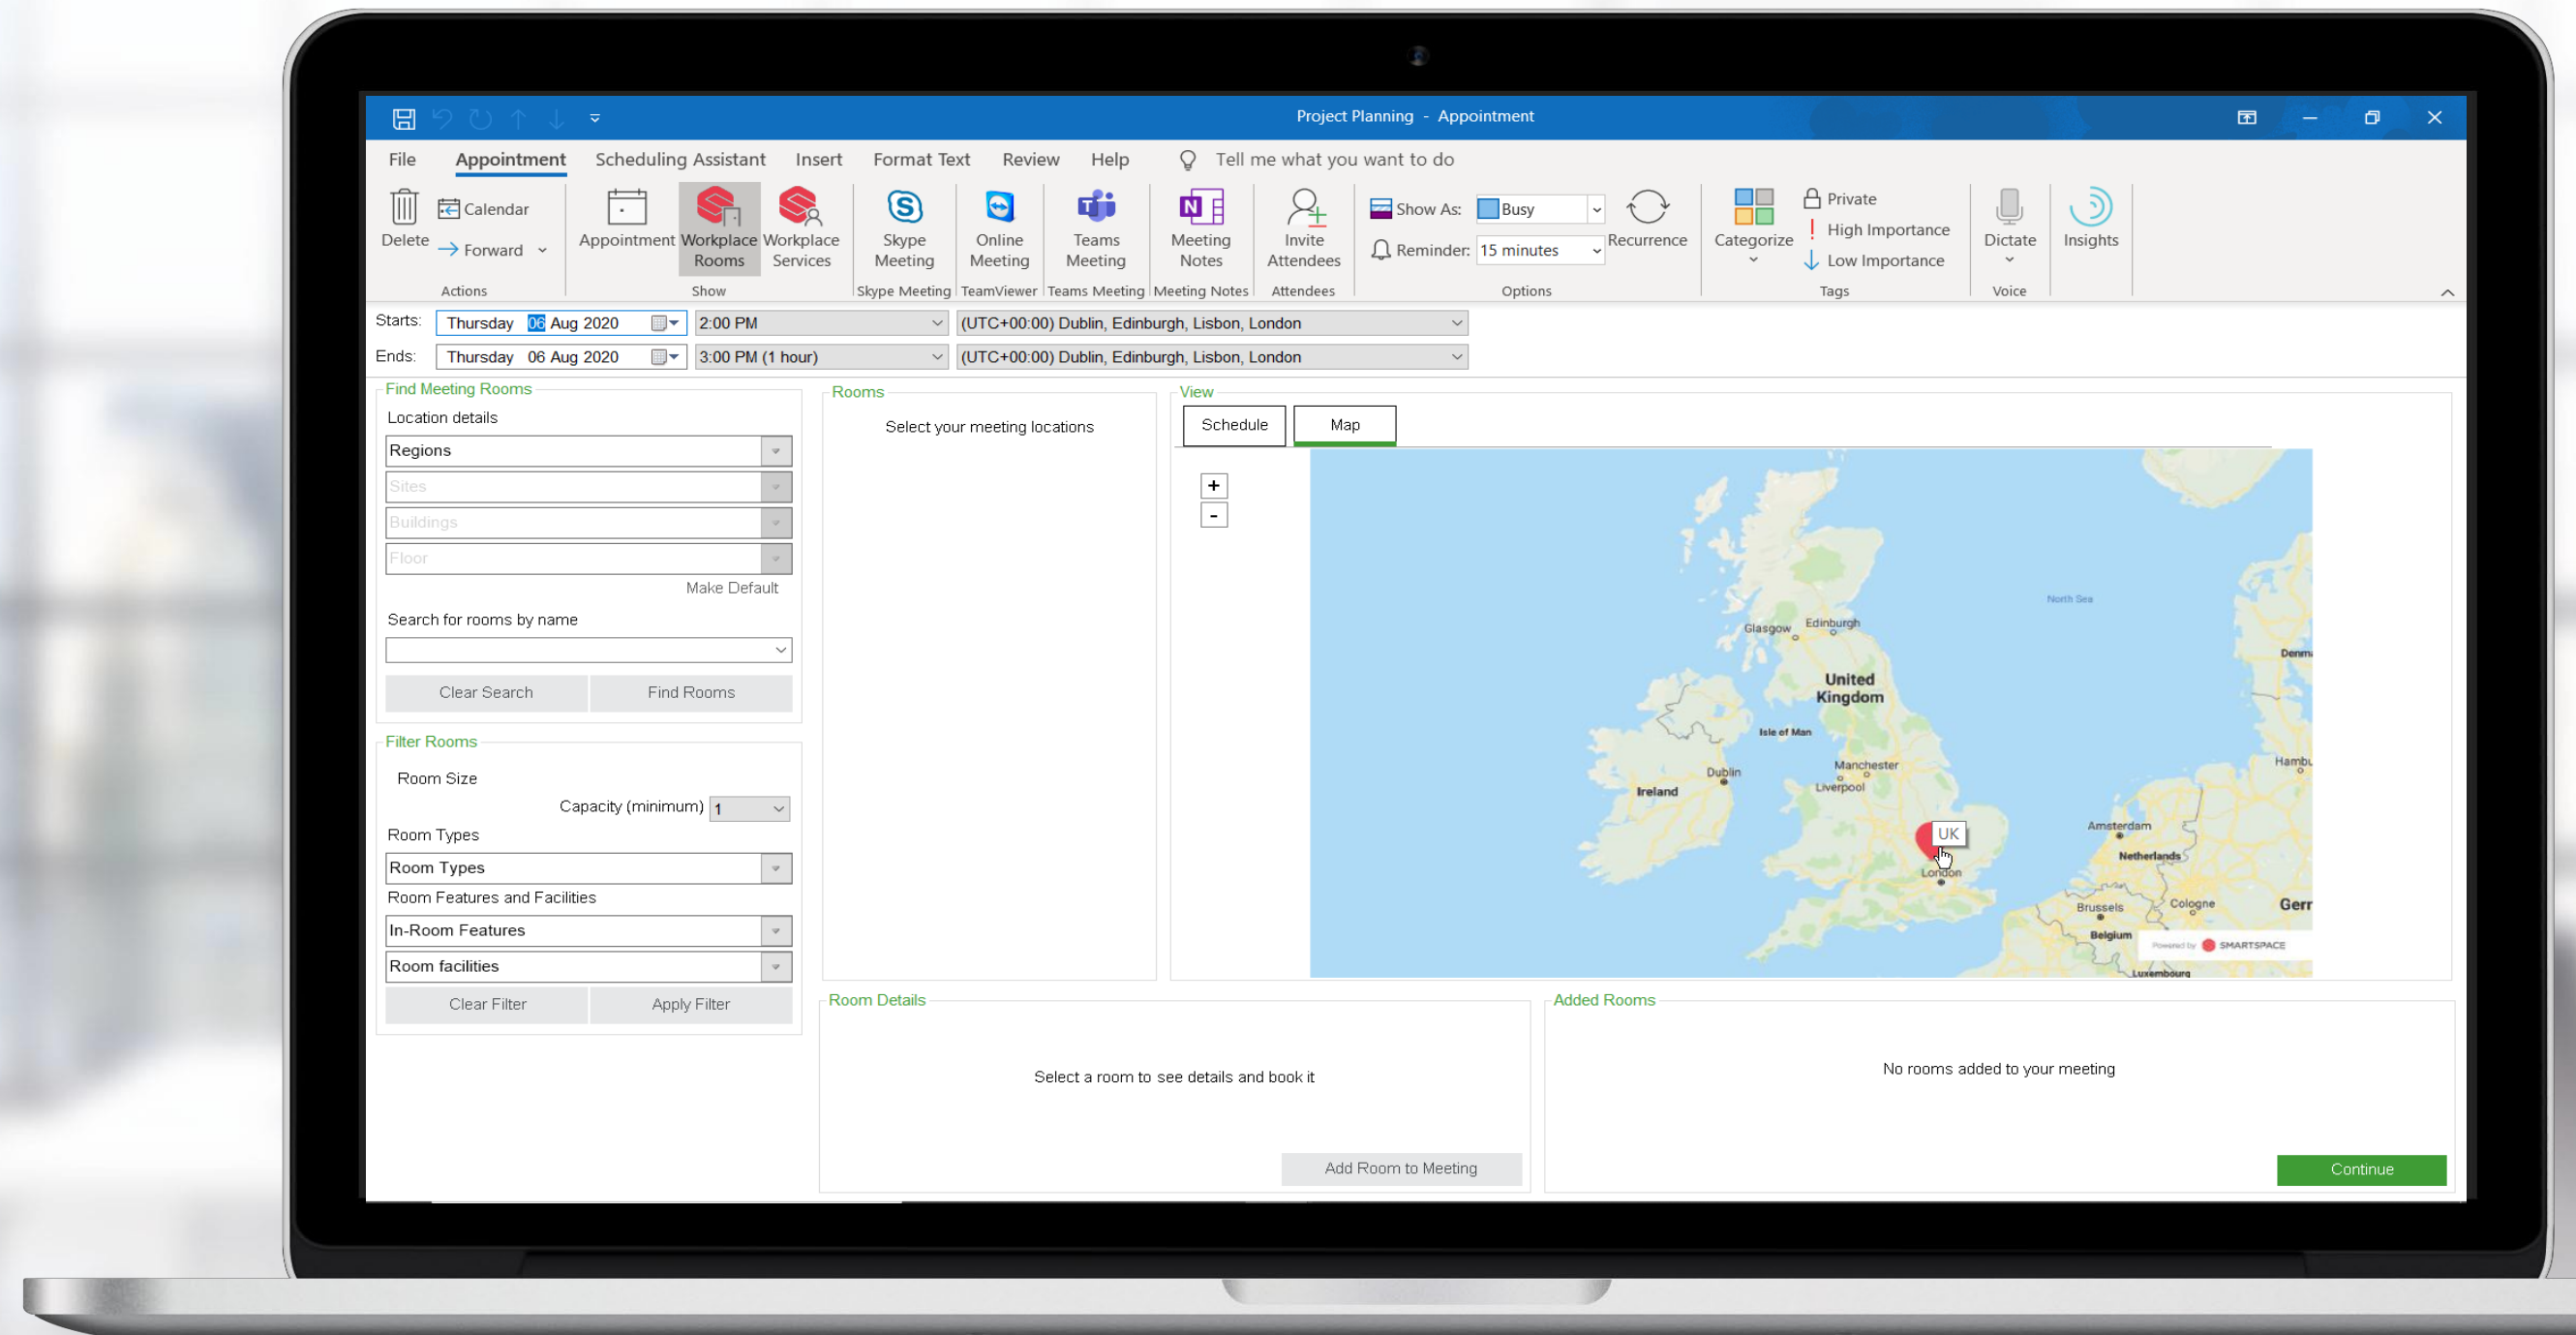 Project Planning - Appointment
File Appointment Scheduling Assistant Insert Format Text Review Help Tell me what you want to do
Delete
Calendar
Forward
Actions
Appointment
Workplace Rooms
Workplace Services
Show
Skype Meeting
Skype Meeting
Online Meeting
TeamViewer
Teams Meeting
Teams Meeting
Meeting Notes
Meeting Notes
Invite Attendees
Attendees
Show As: Busy
Reminder: 15 minutes
Recurrence
Options
Categorize
Private
High Importance
Low Importance
Tags
Dictate
Voice
Insights
Starts: Thursday 06 Aug 2020 2:00 PM (UTC+00:00) Dublin, Edinburgh, Lisbon, London
Ends: Thursday 06 Aug 2020 3:00 PM (1 hour) (UTC+00:00) Dublin, Edinburgh, Lisbon, London
Find Meeting Rooms
Location details
Regions
Sites
Buildings
Floor
Make Default
Search for rooms by name
Clear Search Find Rooms
Filter Rooms
Room Size
Capacity (minimum) 1
Room Types
Room Types
Room Features and Facilities
In-Room Features
Room facilities
Clear Filter Apply Filter
Rooms
Select your meeting locations
View
Schedule Map
+
-
North Sea
Glasgow
Edinburgh
Denm
United
Kingdom
Isle of Man
Manchester
Hambu
Dublin
Liverpool
Ireland
UK
Amsterdam
Netherlands
London
Brussels
Cologne
Gerr
Belgium
Powered by SMARTSPACE
Luxembourg
Room Details
Select a room to see details and book it
Add Room to Meeting
Added Rooms
No rooms added to your meeting
Continue